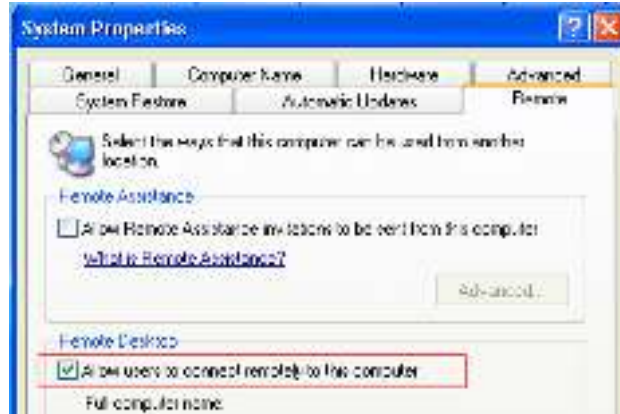 System Properties
General Computer Name Hardware Advanced
System Restore Automatic Updates Remote
Select the ways that this computer can be used from another
location.
Remote Assistance
Allow Remote Assistance invitations to be sent from this computer
What is Remote Assistance?
Advanced...
Remote Desktop
Allow users to connect remotely to this computer
Full computer name: